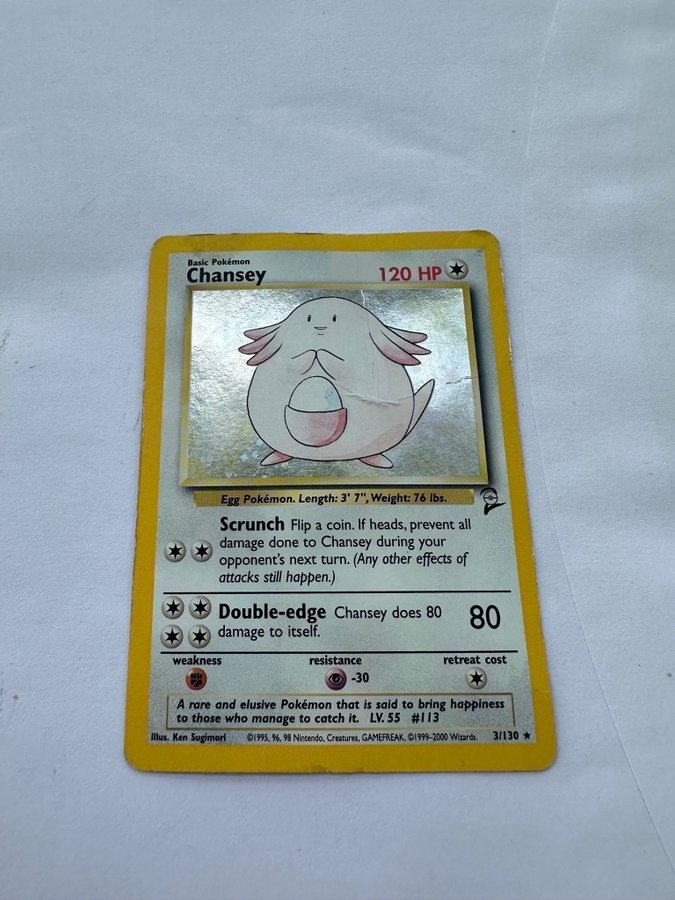 Basic Pokémon
Chansey 120 HP
Egg Pokémon. Length: 3' 7", Weight: 76 lbs.
Scrunch Flip a coin. If heads, prevent all
damage done to Chansey during your
opponent's next turn. (Any other effects of
attacks still happen.)
Double-edge Chansey does 80
damage to itself.
80
weakness resistance retreat cost
-30
A rare and elusive Pokémon that is said to bring happiness
to those who manage to catch it. LV. 55 #113
Illus. Ken Sugimori ©1995, 96, 98 Nintendo, Creatures, GAMEFREAK. ©1999–2000 Wizards. 3/130 ★